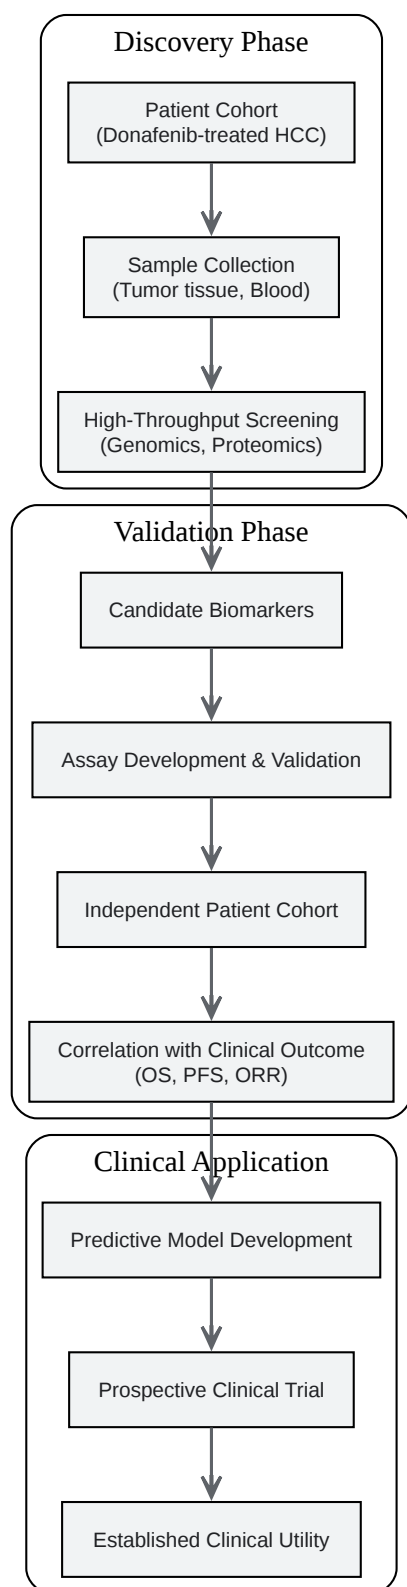 Discovery Phase
Patient Cohort
(Donafenib-treated HCC)
Sample Collection
(Tumor tissue, Blood)
High-Throughput Screening
(Genomics, Proteomics)
Validation Phase
Candidate Biomarkers
Assay Development & Validation
Independent Patient Cohort
Correlation with Clinical Outcome
(OS, PFS, ORR)
Clinical Application
Predictive Model Development
Prospective Clinical Trial
Established Clinical Utility